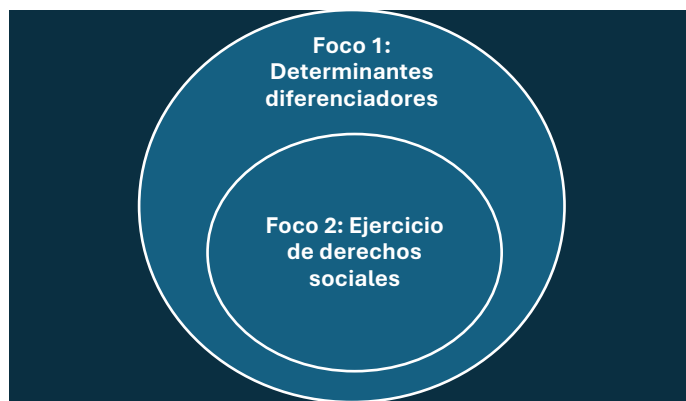 Foco 1:
Determinantes
diferenciadores
Foco 2: Ejercicio
de derechos
sociales